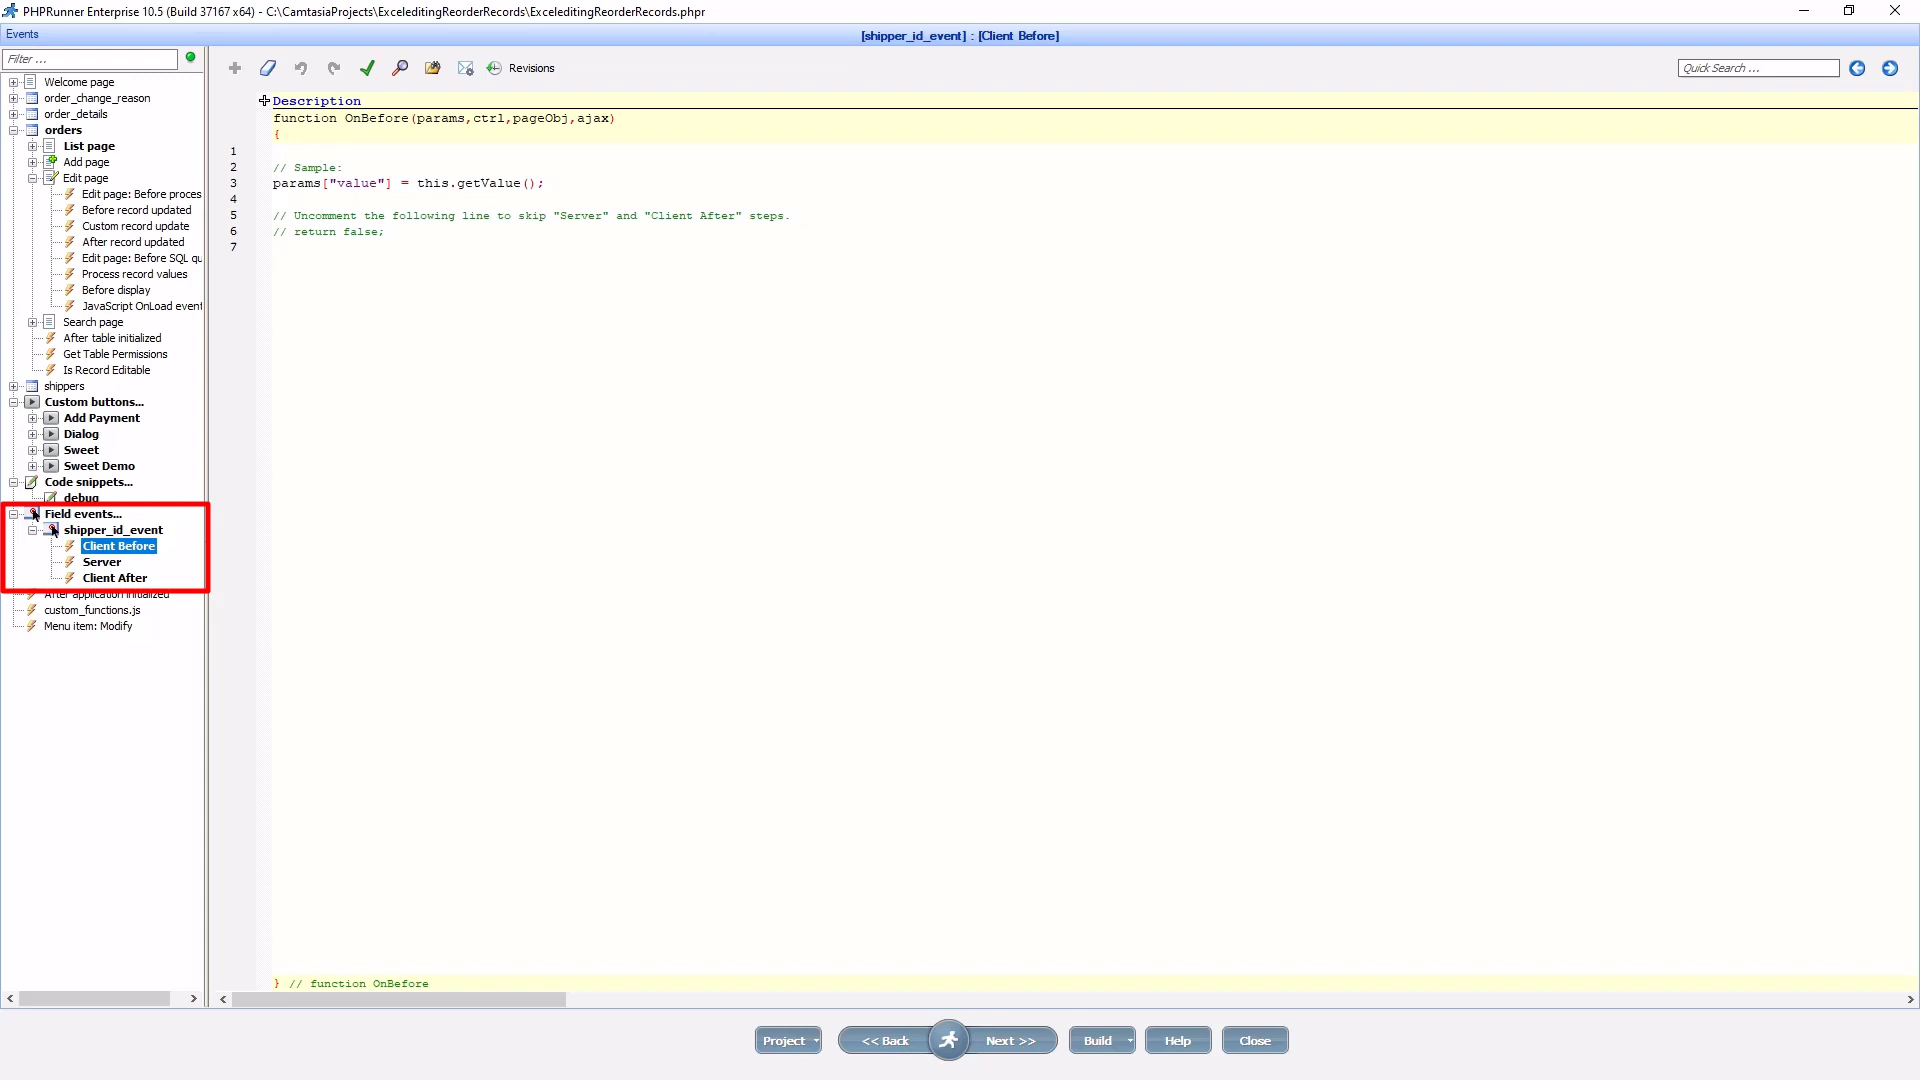 PHPRunner Enterprise 10.5 (Build 37167 x64) - C:\CamtasiaProjects\ExceleditingReorderRecords\ExceleditingReorderRecords.phpr
Events
[shipper_id_event] : [Client Before]
Filter ...
Revisions
Quick Search ...
Welcome page
order_change_reason
order_details
orders
List page
Add page
Edit page
Edit page: Before proces
Before record updated
Custom record update
After record updated
Edit page: Before SQL qu
Process record values
Before display
JavaScript OnLoad event
Search page
After table initialized
Get Table Permissions
Is Record Editable
shippers
Custom buttons...
Add Payment
Dialog
Sweet
Sweet Demo
Code snippets...
debug
Field events...
shipper_id_event
Client Before
Server
Client After
After application initialized
custom_functions.js
Menu item: Modify
Description
function OnBefore(params,ctrl,pageObj,ajax)
{
1
2 // Sample:
3 params["value"] = this.getValue();
4
5 // Uncomment the following line to skip "Server" and "Client After" steps.
6 // return false;
7
} // function OnBefore
Project
<< Back
Next >>
Build
Help
Close